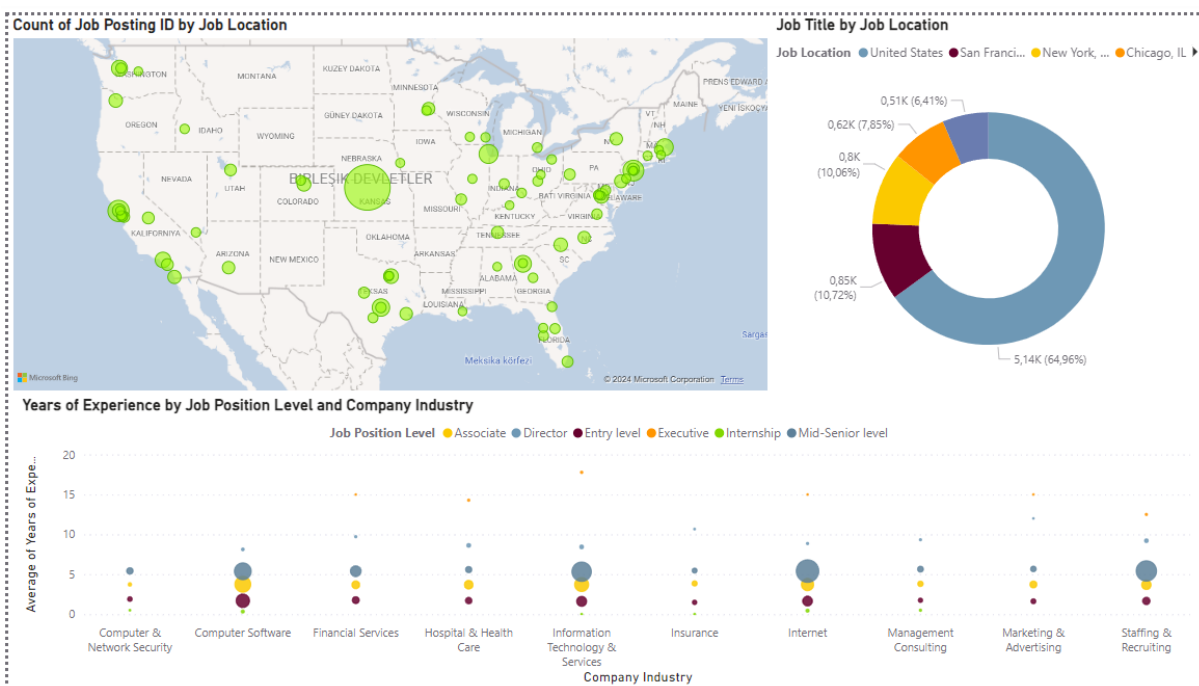 Count of Job Posting ID by Job Location
KUZEY DAKOTA
MONTANA
MINNESOTA
GÜNEY DAKOTA
WISCONSIN
OREGON
IDAHO
WYOMING
MICHIGAN
IOWA
NEBRASKA
MAINE
VT
NH
PRENS EDWARD A
YENİ İSKOÇYA
NEVADA
UTAH
BİRLEŞİK DEVLETLER
PA
COLORADO
KANSAS
MISSOURI
INDIANA
BATI VIRGINIA
KENTUCKY
VIRGINIA
KALİFORNİYA
ARIZONA
NEW MEXICO
OKLAHOMA
ARKANSAS
TENNESSEE
SC
MISSISSIPPI
ALABAMA
GEORGIA
LOUISIANA
FLORIDA
Meksika körfezi
Sargas
Microsoft Bing
© 2024 Microsoft Corporation Terms
Job Title by Job Location
Job Location United States San Franci... New York, ... Chicago, IL
0,51K (6,41%)
0,62K (7,85%)
0,8K
(10,06%)
0,85K
(10,72%)
5,14K (64,96%)
Years of Experience by Job Position Level and Company Industry
Job Position Level Associate Director Entry level Executive Internship Mid-Senior level
Average of Years of Expe...
20
15
10
5
0
Computer &
Network Security
Computer Software
Financial Services
Hospital & Health
Care
Information
Technology &
Services
Insurance
Internet
Management
Consulting
Marketing &
Advertising
Staffing &
Recruiting
Company Industry